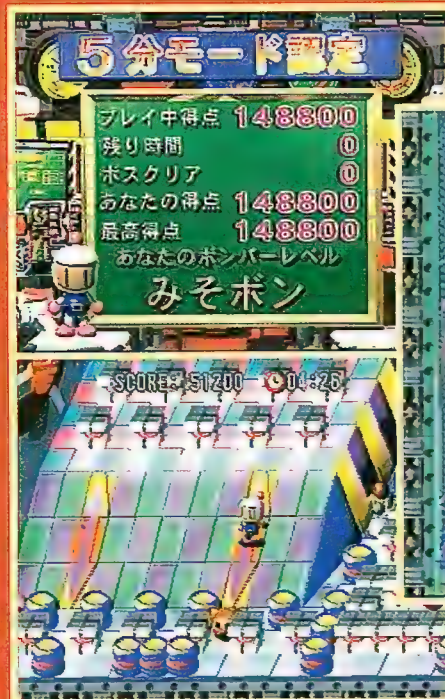 5分モード認定
プレイ中得点 148800
残り時間 0
ボスクリア 0
あなたの得点 148800
最高得点 148800
あなたのボンバーレベル
みそボン
SCORE: 51200 04:26